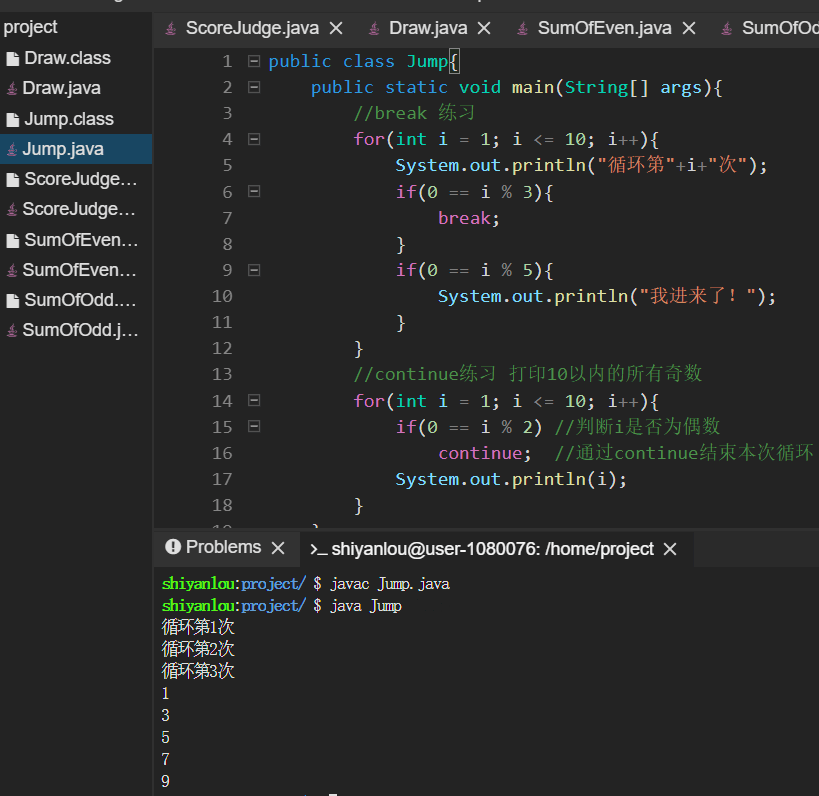 project
Draw.class
Draw.java
Jump.class
Jump.java
ScoreJudge...
ScoreJudge...
SumOfEven...
SumOfEven...
SumOfOdd....
SumOfOdd.j...
ScoreJudge.java Draw.java SumOfEven.java SumOfOd
1 public class Jump{
2 public static void main(String[] args){
3 //break 练习
4 for(int i = 1; i <= 10; i++){
5 System.out.println("循环第"+i+"次");
6 if(0 == i % 3){
7 break;
8 }
9 if(0 == i % 5){
10 System.out.println("我进来了！");
11 }
12 }
13 //continue练习 打印10以内的所有奇数
14 for(int i = 1; i <= 10; i++){
15 if(0 == i % 2) //判断i是否为偶数
16 continue; //通过continue结束本次循环
17 System.out.println(i);
18 }
Problems >_ shiyanlou@user-1080076: /home/project
shiyanlou:project/ $ javac Jump.java
shiyanlou:project/ $ java Jump
循环第1次
循环第2次
循环第3次
1
3
5
7
9